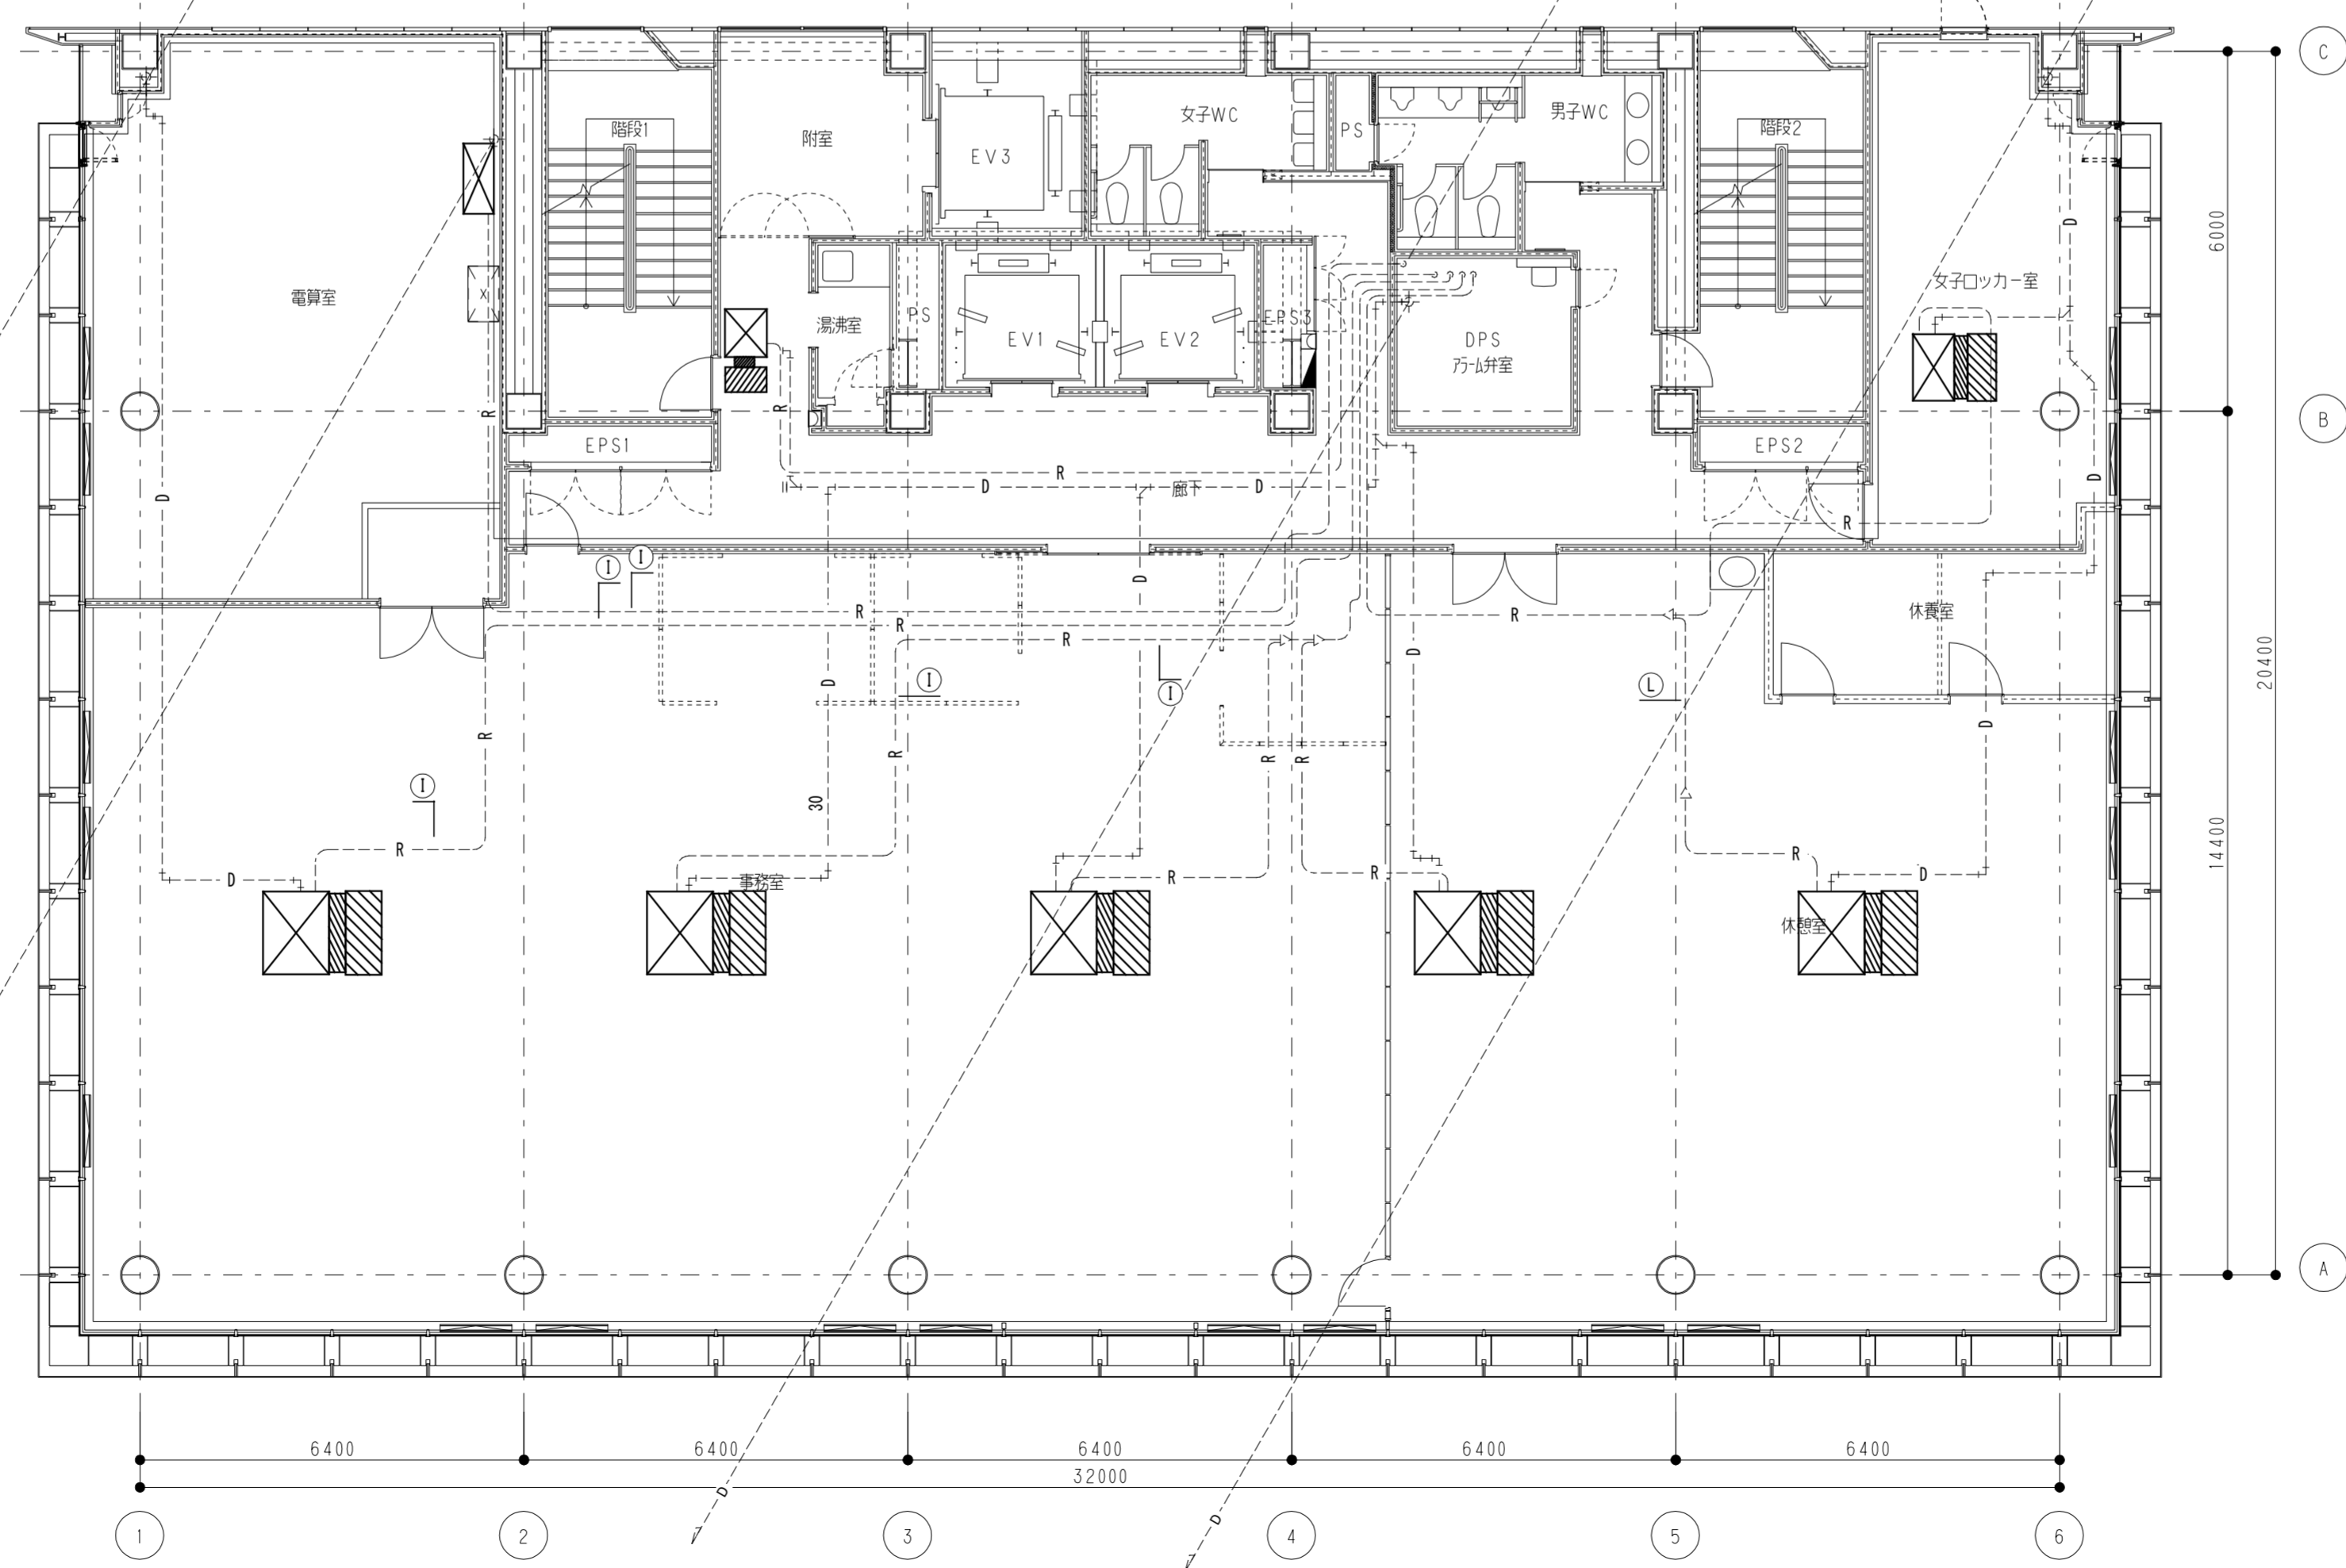 C
階段1
附室
EV3
女子WC
PS
男子WC
階段2
D
6000
電算室
女子ロッカー室
湯沸室
PS
EV1
EV2
EPS3
DPS
アラーム弁室
R
R
B
EPS1
EPS2
R
D
D
廊下
D
D
R
I
I
D
R
R
R
R
休養室
20400
D
I
I
D
L
R
R
R
R
D
I
30
14400
R
R
D
事務室
R
R
D
休憩室
A
6400
6400
6400
6400
6400
32000
D
D
1
2
3
4
5
6